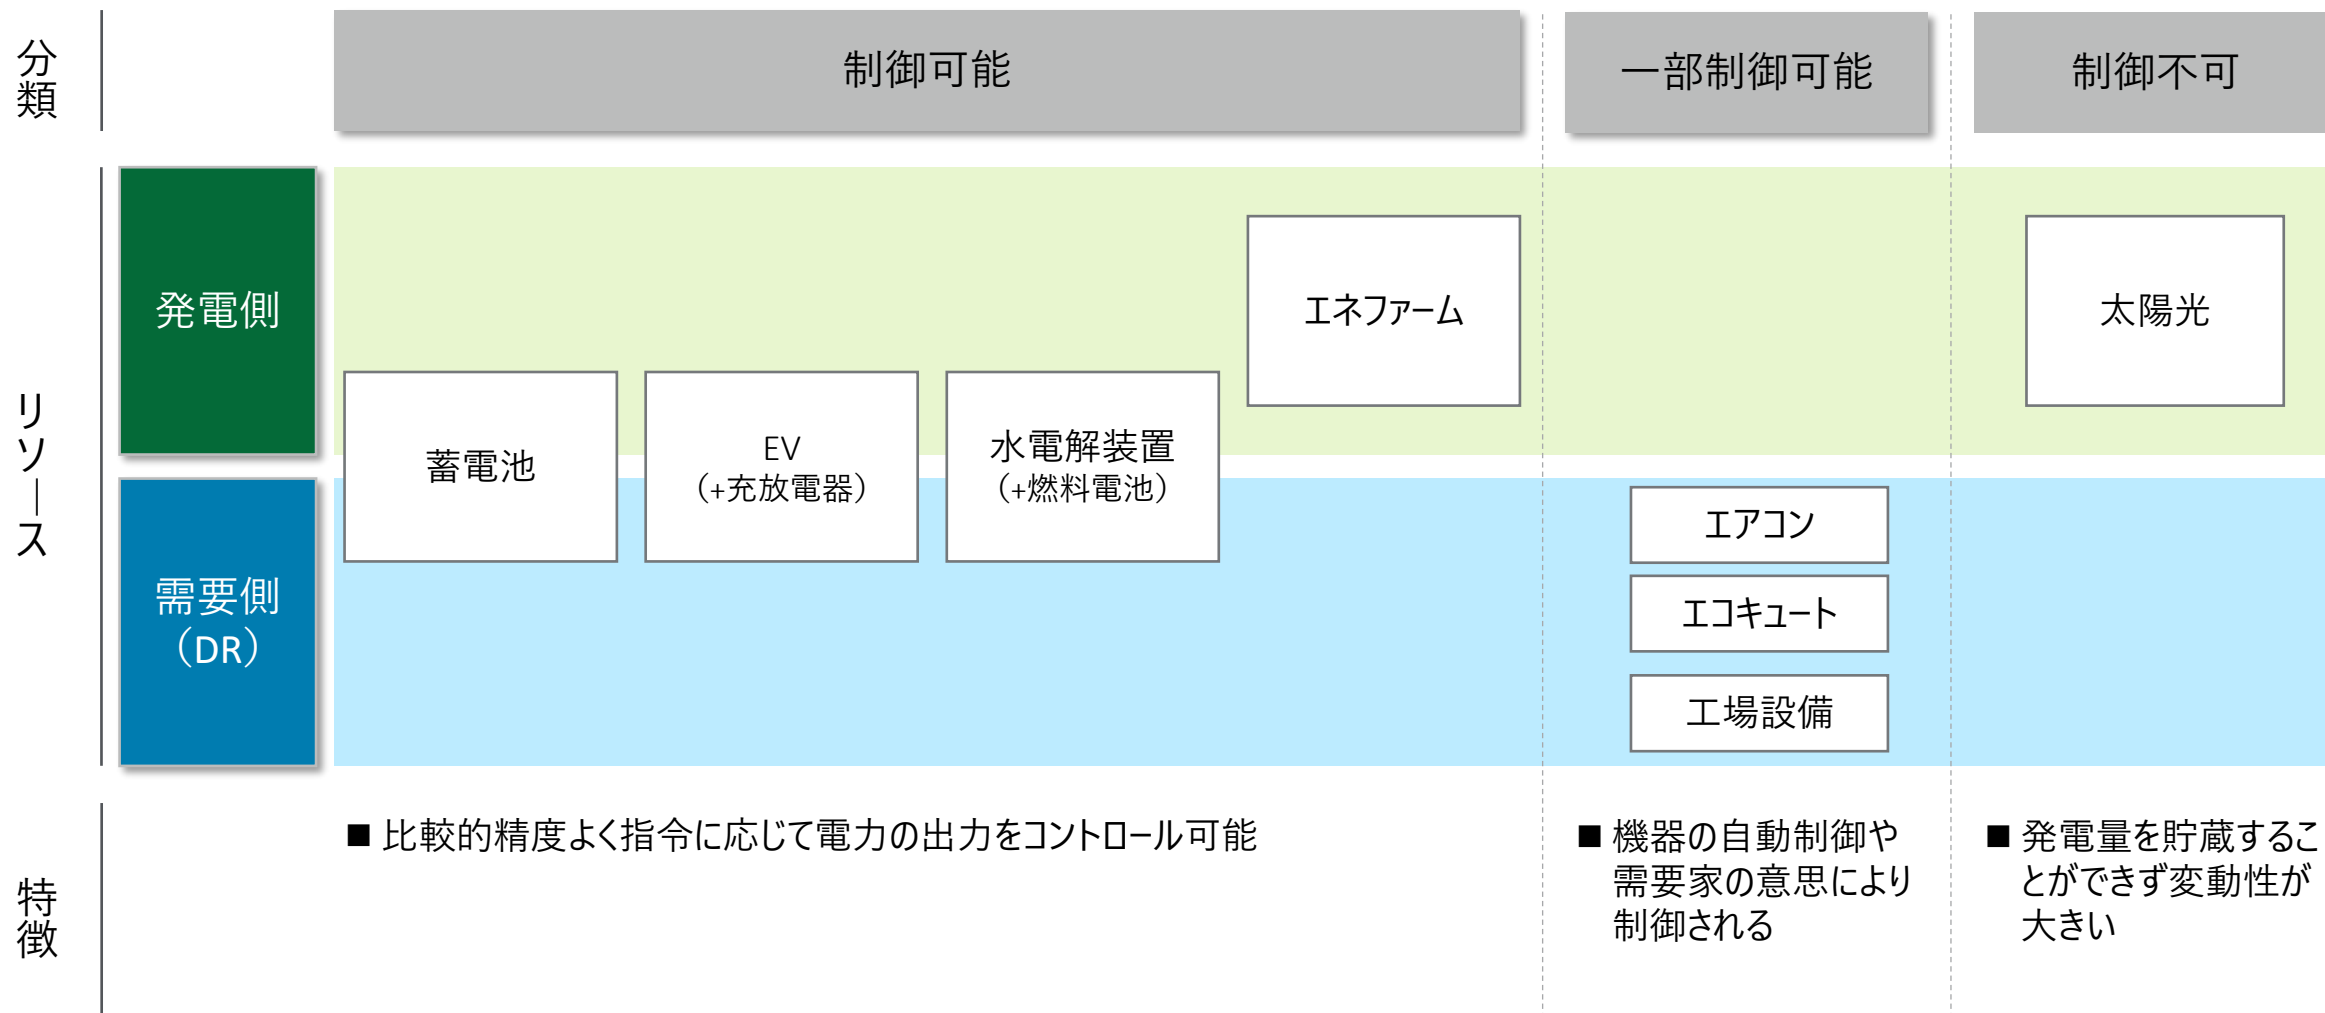 分類
制御可能
一部制御可能
制御不可
リソース
発電側
エネファーム
太陽光
蓄電池
EV
（+充放電器）
水電解装置
（+燃料電池）
需要側
（DR）
エアコン
エコキュート
工場設備
特徴
■ 比較的精度よく指令に応じて電力の出力をコントロール可能
■ 機器の自動制御や
需要家の意思により
制御される
■ 発電量を貯蔵するこ
とができず変動性が
大きい